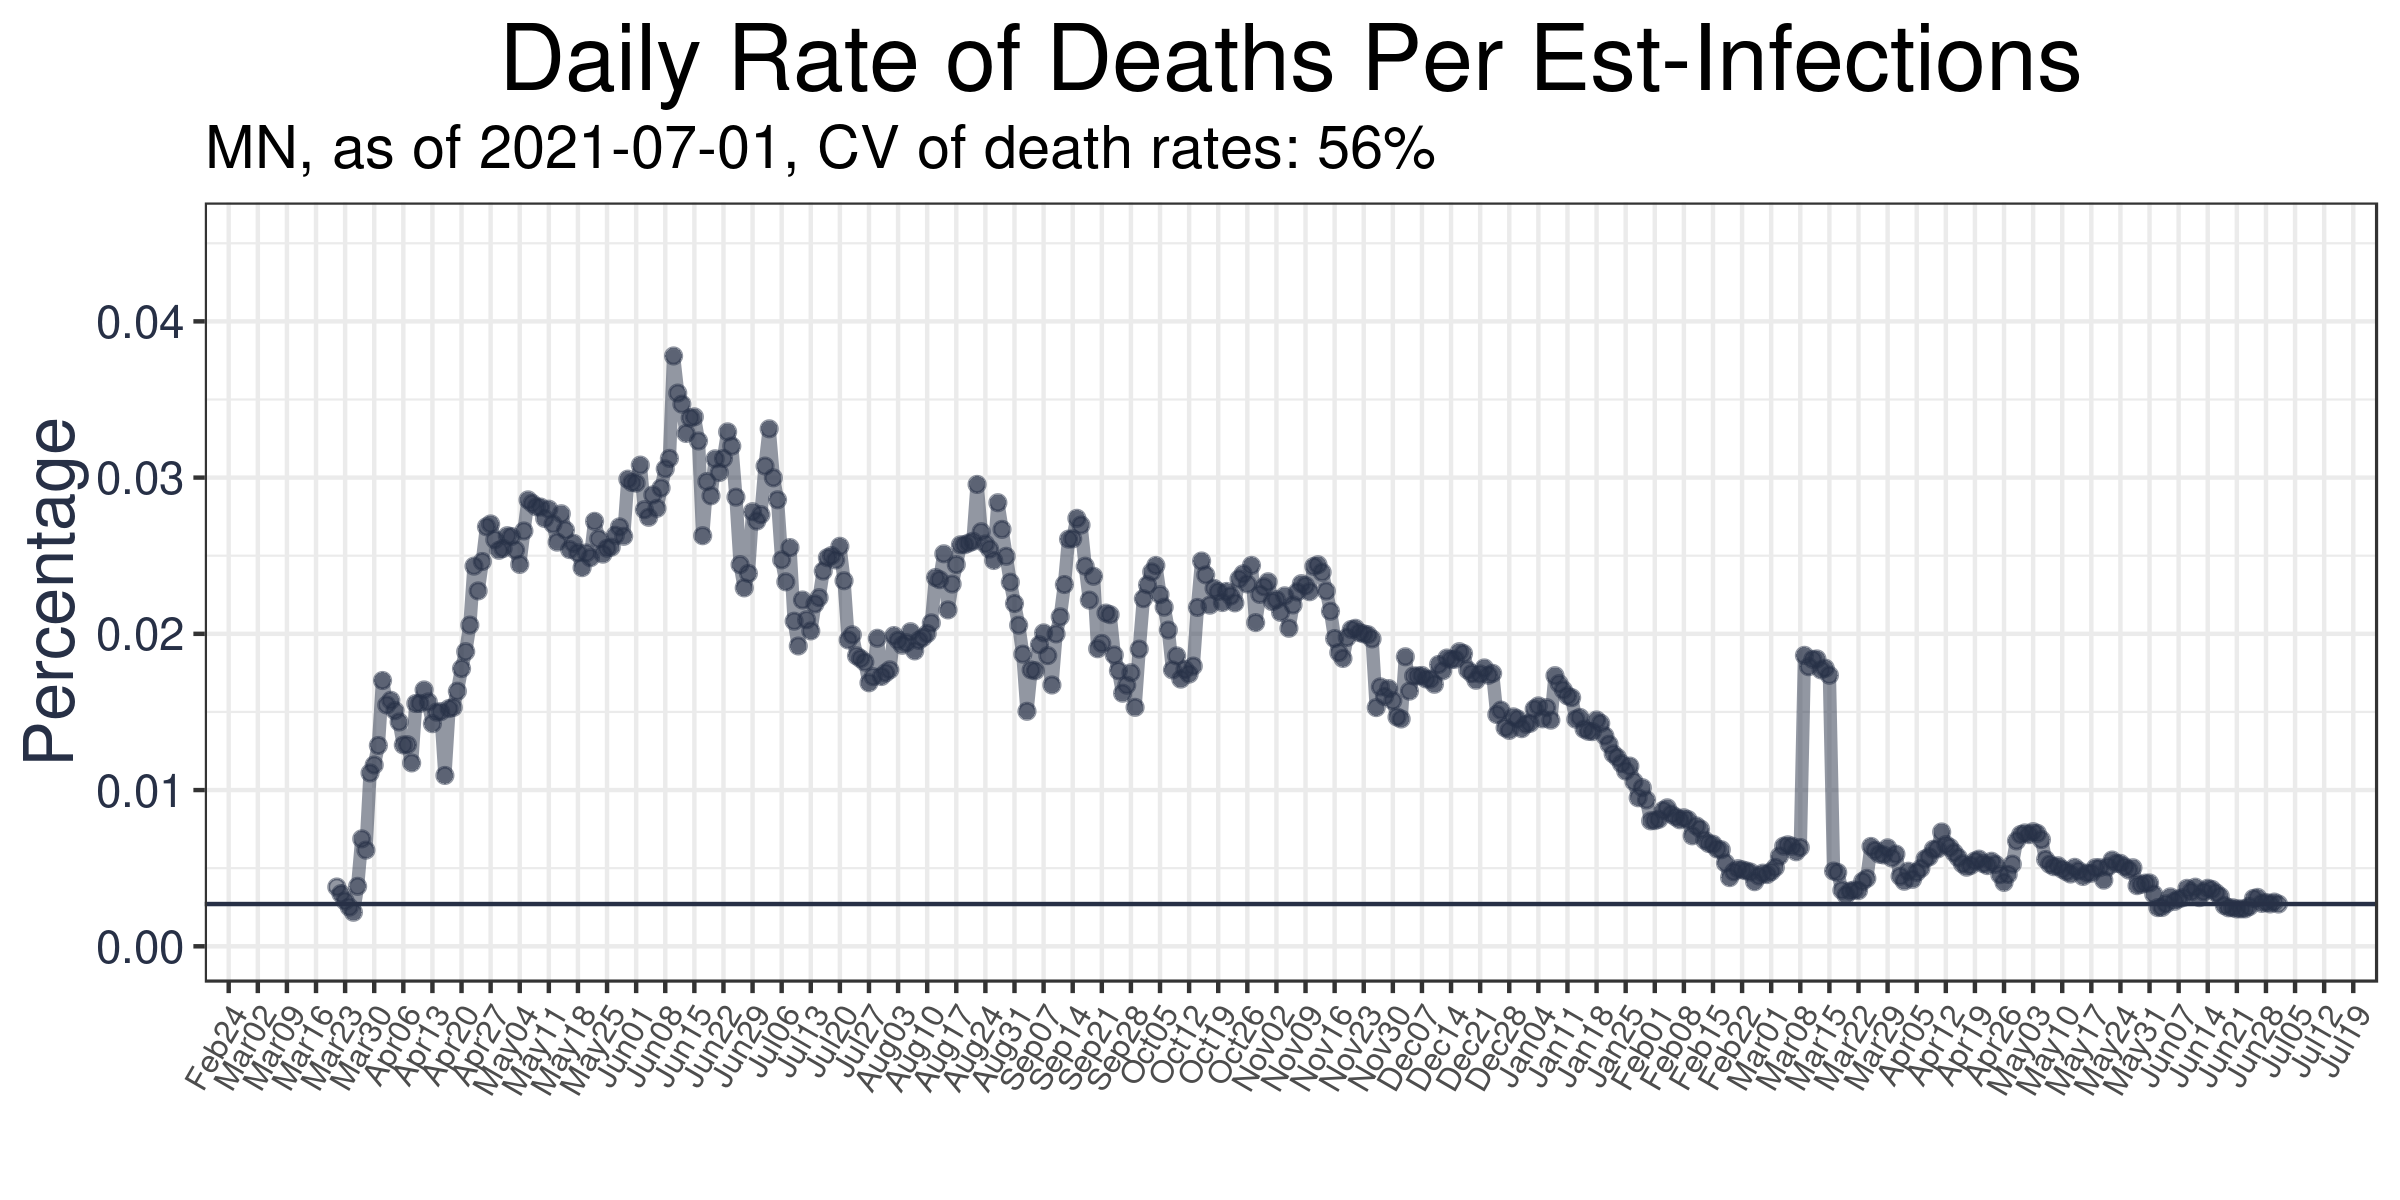 Daily Rate of Deaths Per Est-Infections
MN, as of 2021-07-01, CV of death rates: 56%
Percentage
0.04
0.03
0.02
0.01
0.00
Feb24
Mar02
Mar09
Mar16
Mar23
Mar30
Apr06
Apr13
Apr20
Apr27
May04
May11
May18
May25
Jun01
Jun08
Jun15
Jun22
Jun29
Jul06
Jul13
Jul20
Jul27
Aug03
Aug10
Aug17
Aug24
Aug31
Sep07
Sep14
Sep21
Sep28
Oct05
Oct12
Oct19
Oct26
Nov02
Nov09
Nov16
Nov23
Nov30
Dec07
Dec14
Dec21
Dec28
Jan04
Jan11
Jan18
Jan25
Feb01
Feb08
Feb15
Feb22
Mar01
Mar08
Mar15
Mar22
Mar29
Apr05
Apr12
Apr19
Apr26
May03
May10
May17
May24
May31
Jun07
Jun14
Jun21
Jun28
Jul05
Jul12
Jul19